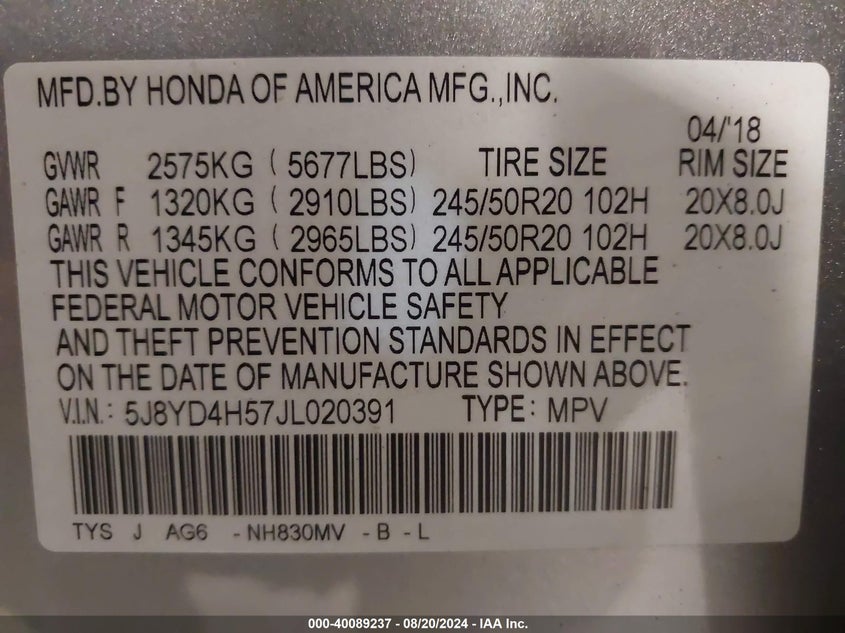 MFD.BY HONDA OF AMERICA MFG.,INC.
04/'18
GVWR 2575KG ( 5677LBS) TIRE SIZE RIM SIZE
GAWR F 1320KG ( 2910LBS) 245/50R20 102H 20X8.0J
GAWR R 1345KG ( 2965LBS) 245/50R20 102H 20X8.0J
THIS VEHICLE CONFORMS TO ALL APPLICABLE
FEDERAL MOTOR VEHICLE SAFETY
AND THEFT PREVENTION STANDARDS IN EFFECT
ON THE DATE OF MANUFACTURE SHOWN ABOVE.
V.I.N.: 5J8YD4H57JL020391 TYPE: MPV
TYS J AG6 -NH830MV -B -L
000-40089237 - 08/20/2024 - IAA Inc.